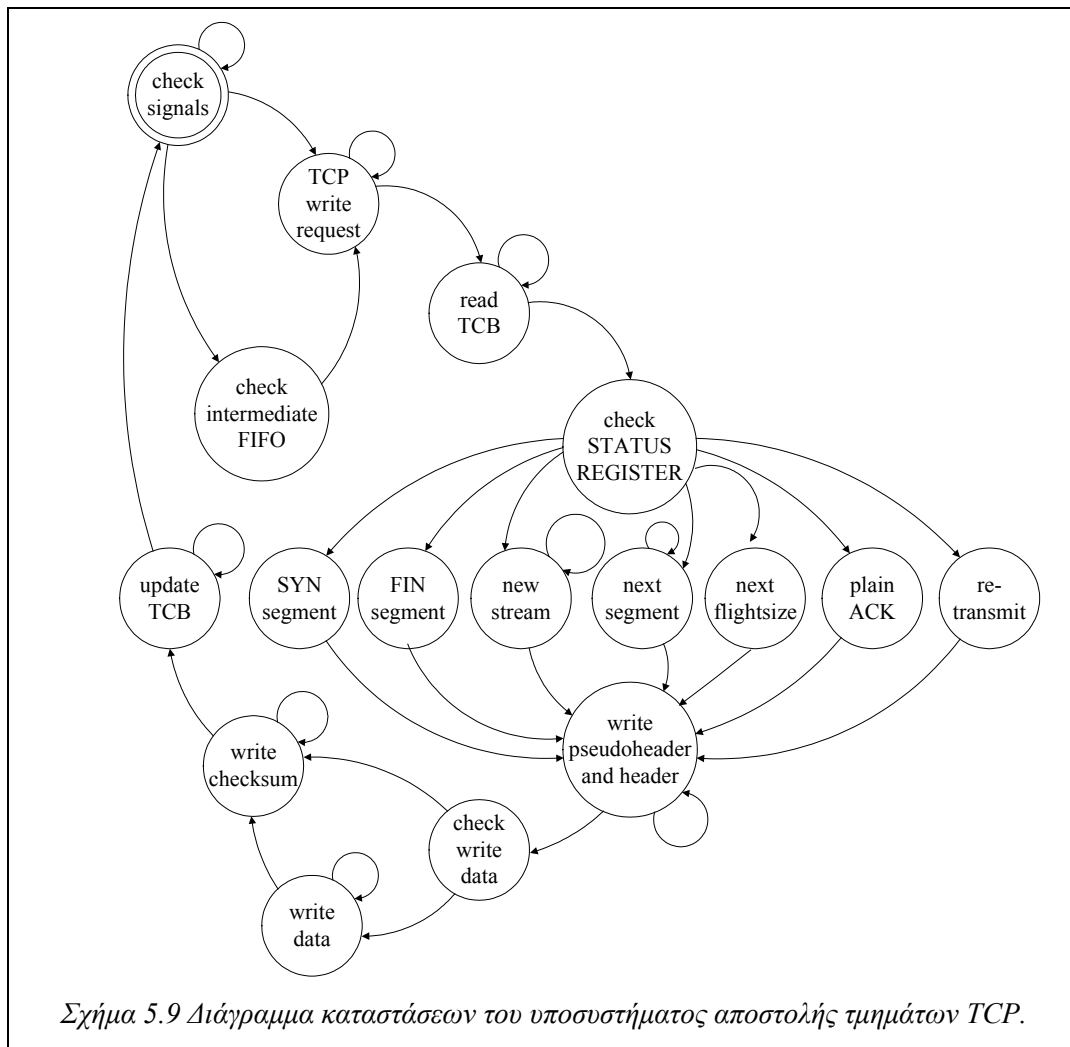 check
signals
TCP
write
request
read
TCB
check
intermediate
FIFO
check
STATUS
REGISTER
update
TCB
SYN
segment
FIN
segment
new
stream
next
segment
next
flightsize
plain
ACK
re-
transmit
write
pseudoheader
and header
write
checksum
check
write
data
write
data
Σχήμα 5.9 Διάγραμμα καταστάσεων του υποσυστήματος αποστολής τμημάτων TCP.